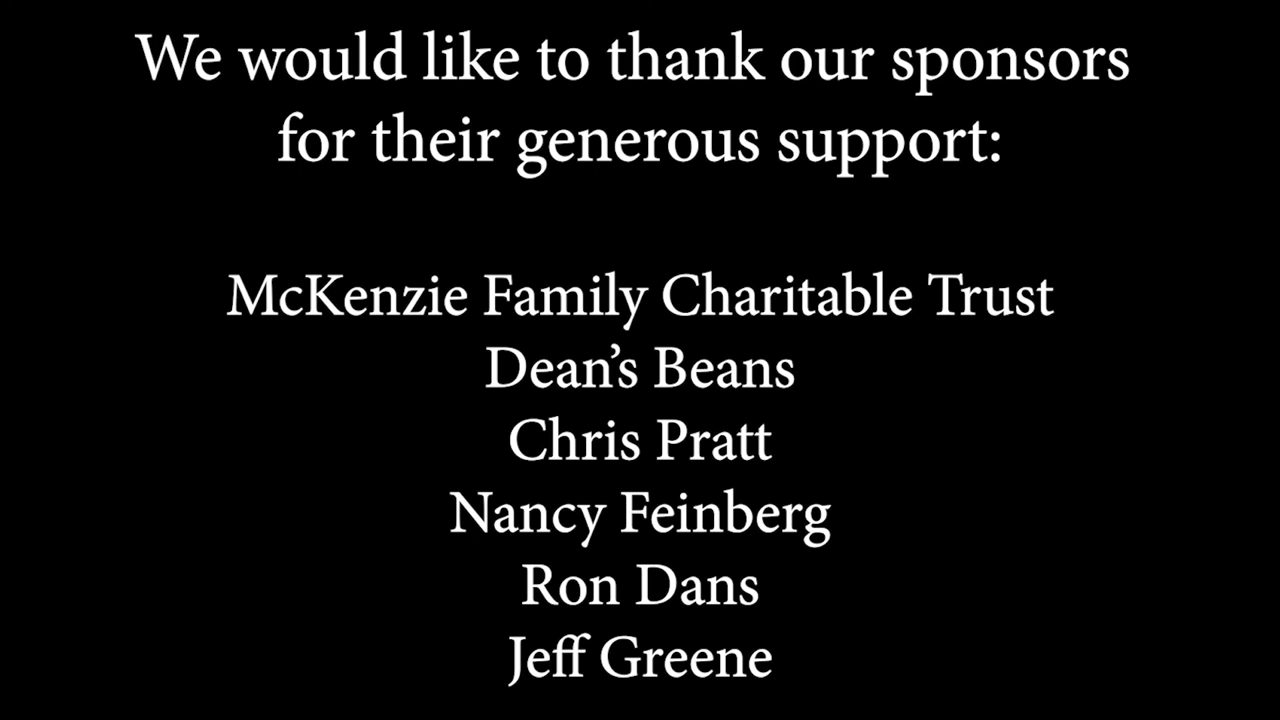 We would like to thank our sponsors
for their generous support:
McKenzie Family Charitable Trust
Dean’s Beans
Chris Pratt
Nancy Feinberg
Ron Dans
Jeff Greene